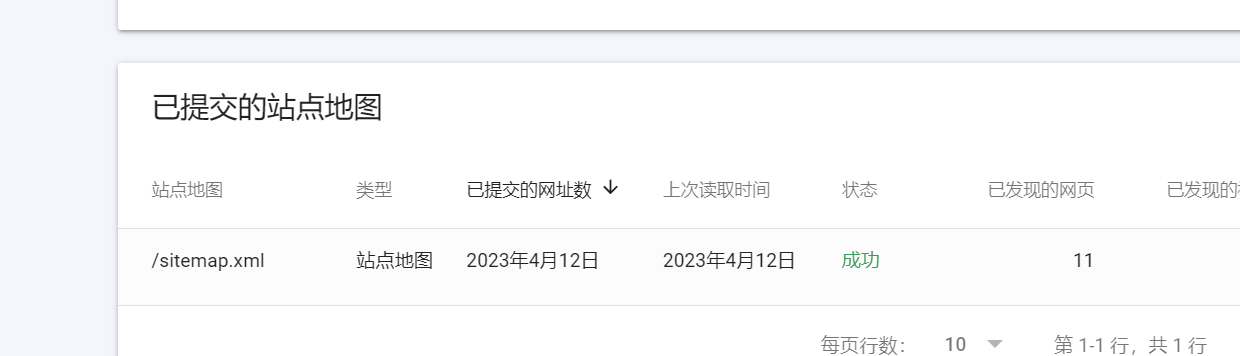 已提交的站点地图
站点地图 类型 已提交的网址数 上次读取时间 状态 已发现的网页 已发现的
/sitemap.xml 站点地图 2023年4月12日 2023年4月12日 成功 11
每页行数： 10 第 1-1 行，共 1 行